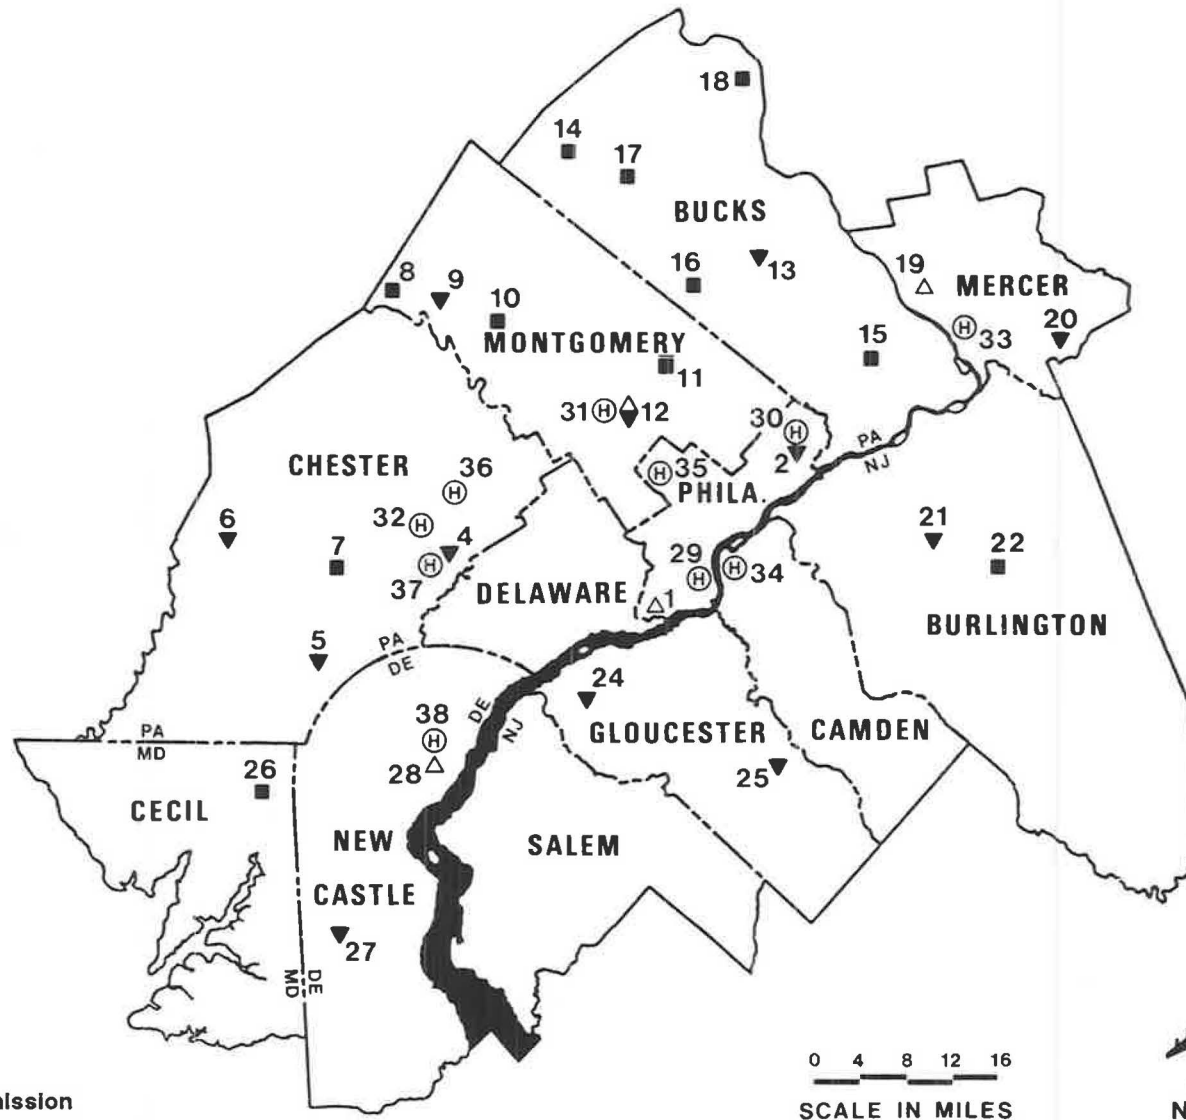 18
14
17
BUCKS
16
13
19
MERCER
8
9
10
MONTGOMERY
11
15
H
33
20
31
H
12
30
H
2
PA
NJ
CHESTER
36
H
H
35
PHILA.
32
H
4
6
7
37
H
21
22
29
H
H
34
DELAWARE
1
BURLINGTON
5
PA
DE
24
DE
NJ
GLOUCESTER
CAMDEN
38
H
28
25
PA
MD
26
CECIL
NEW
CASTLE
SALEM
27
DE
MD
0 4 8 12 16
SCALE IN MILES
N